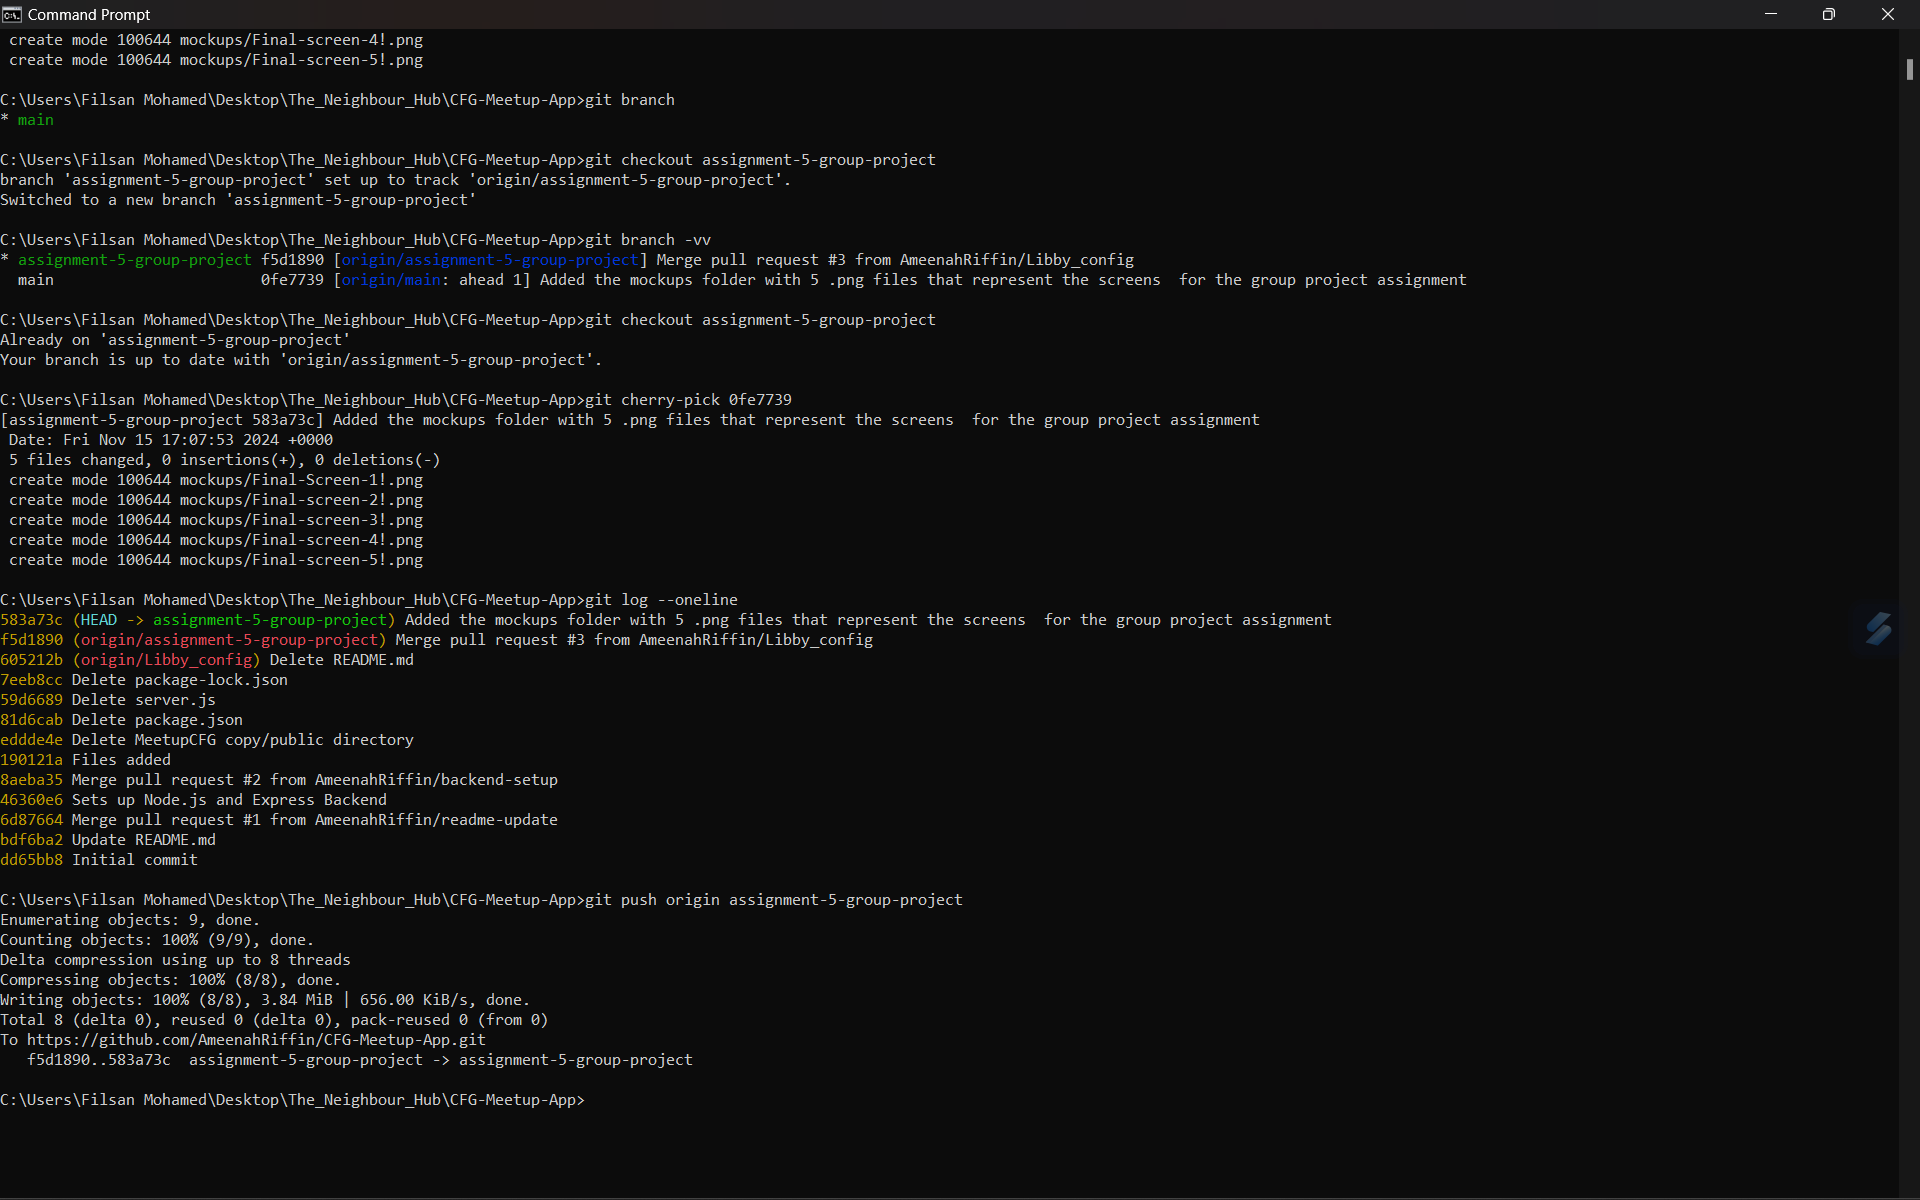 Command Prompt
 create mode 100644 mockups/Final-screen-4!.png
 create mode 100644 mockups/Final-screen-5!.png
C:\Users\Filsan Mohamed\Desktop\The_Neighbour_Hub\CFG-Meetup-App>git branch
* main
C:\Users\Filsan Mohamed\Desktop\The_Neighbour_Hub\CFG-Meetup-App>git checkout assignment-5-group-project
branch 'assignment-5-group-project' set up to track 'origin/assignment-5-group-project'.
Switched to a new branch 'assignment-5-group-project'
C:\Users\Filsan Mohamed\Desktop\The_Neighbour_Hub\CFG-Meetup-App>git branch -vv
* assignment-5-group-project f5d1890 [origin/assignment-5-group-project] Merge pull request #3 from AmeenahRiffin/Libby_config
  main                       0fe7739 [origin/main: ahead 1] Added the mockups folder with 5 .png files that represent the screens  for the group project assignment
C:\Users\Filsan Mohamed\Desktop\The_Neighbour_Hub\CFG-Meetup-App>git checkout assignment-5-group-project
Already on 'assignment-5-group-project'
Your branch is up to date with 'origin/assignment-5-group-project'.
C:\Users\Filsan Mohamed\Desktop\The_Neighbour_Hub\CFG-Meetup-App>git cherry-pick 0fe7739
[assignment-5-group-project 583a73c] Added the mockups folder with 5 .png files that represent the screens  for the group project assignment
 Date: Fri Nov 15 17:07:53 2024 +0000
 5 files changed, 0 insertions(+), 0 deletions(-)
 create mode 100644 mockups/Final-Screen-1!.png
 create mode 100644 mockups/Final-screen-2!.png
 create mode 100644 mockups/Final-screen-3!.png
 create mode 100644 mockups/Final-screen-4!.png
 create mode 100644 mockups/Final-screen-5!.png
C:\Users\Filsan Mohamed\Desktop\The_Neighbour_Hub\CFG-Meetup-App>git log --oneline
583a73c (HEAD -> assignment-5-group-project) Added the mockups folder with 5 .png files that represent the screens  for the group project assignment
f5d1890 (origin/assignment-5-group-project) Merge pull request #3 from AmeenahRiffin/Libby_config
605212b (origin/Libby_config) Delete README.md
7eeb8cc Delete package-lock.json
59d6689 Delete server.js
81d6cab Delete package.json
eddde4e Delete MeetupCFG copy/public directory
190121a Files added
8aeba35 Merge pull request #2 from AmeenahRiffin/backend-setup
46360e6 Sets up Node.js and Express Backend
6d87664 Merge pull request #1 from AmeenahRiffin/readme-update
bdf6ba2 Update README.md
dd65bb8 Initial commit
C:\Users\Filsan Mohamed\Desktop\The_Neighbour_Hub\CFG-Meetup-App>git push origin assignment-5-group-project
Enumerating objects: 9, done.
Counting objects: 100% (9/9), done.
Delta compression using up to 8 threads
Compressing objects: 100% (8/8), done.
Writing objects: 100% (8/8), 3.84 MiB | 656.00 KiB/s, done.
Total 8 (delta 0), reused 0 (delta 0), pack-reused 0 (from 0)
To https://github.com/AmeenahRiffin/CFG-Meetup-App.git
   f5d1890..583a73c  assignment-5-group-project -> assignment-5-group-project
C:\Users\Filsan Mohamed\Desktop\The_Neighbour_Hub\CFG-Meetup-App>